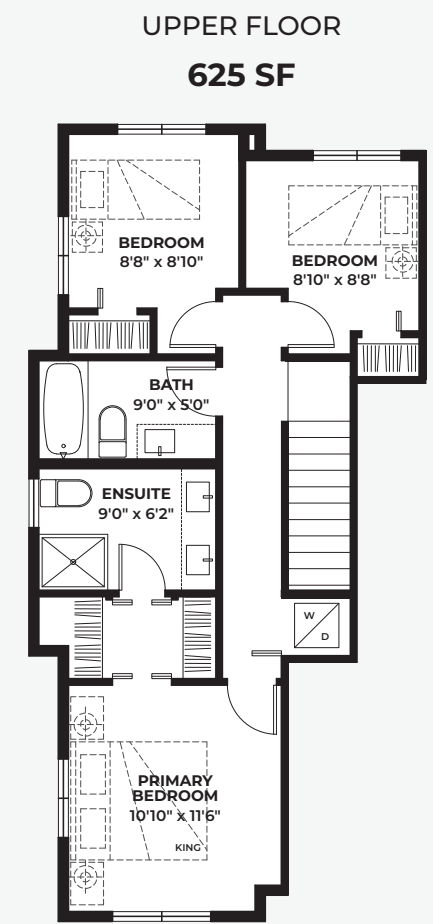 UPPER FLOOR
625 SF
BEDROOM
8'8" x 8'10"
BEDROOM
8'10" x 8'8"
BATH
9'0" x 5'0"
ENSUITE
9'0" x 6'2"
W
D
PRIMARY
BEDROOM
10'10" x 11'6"
KING